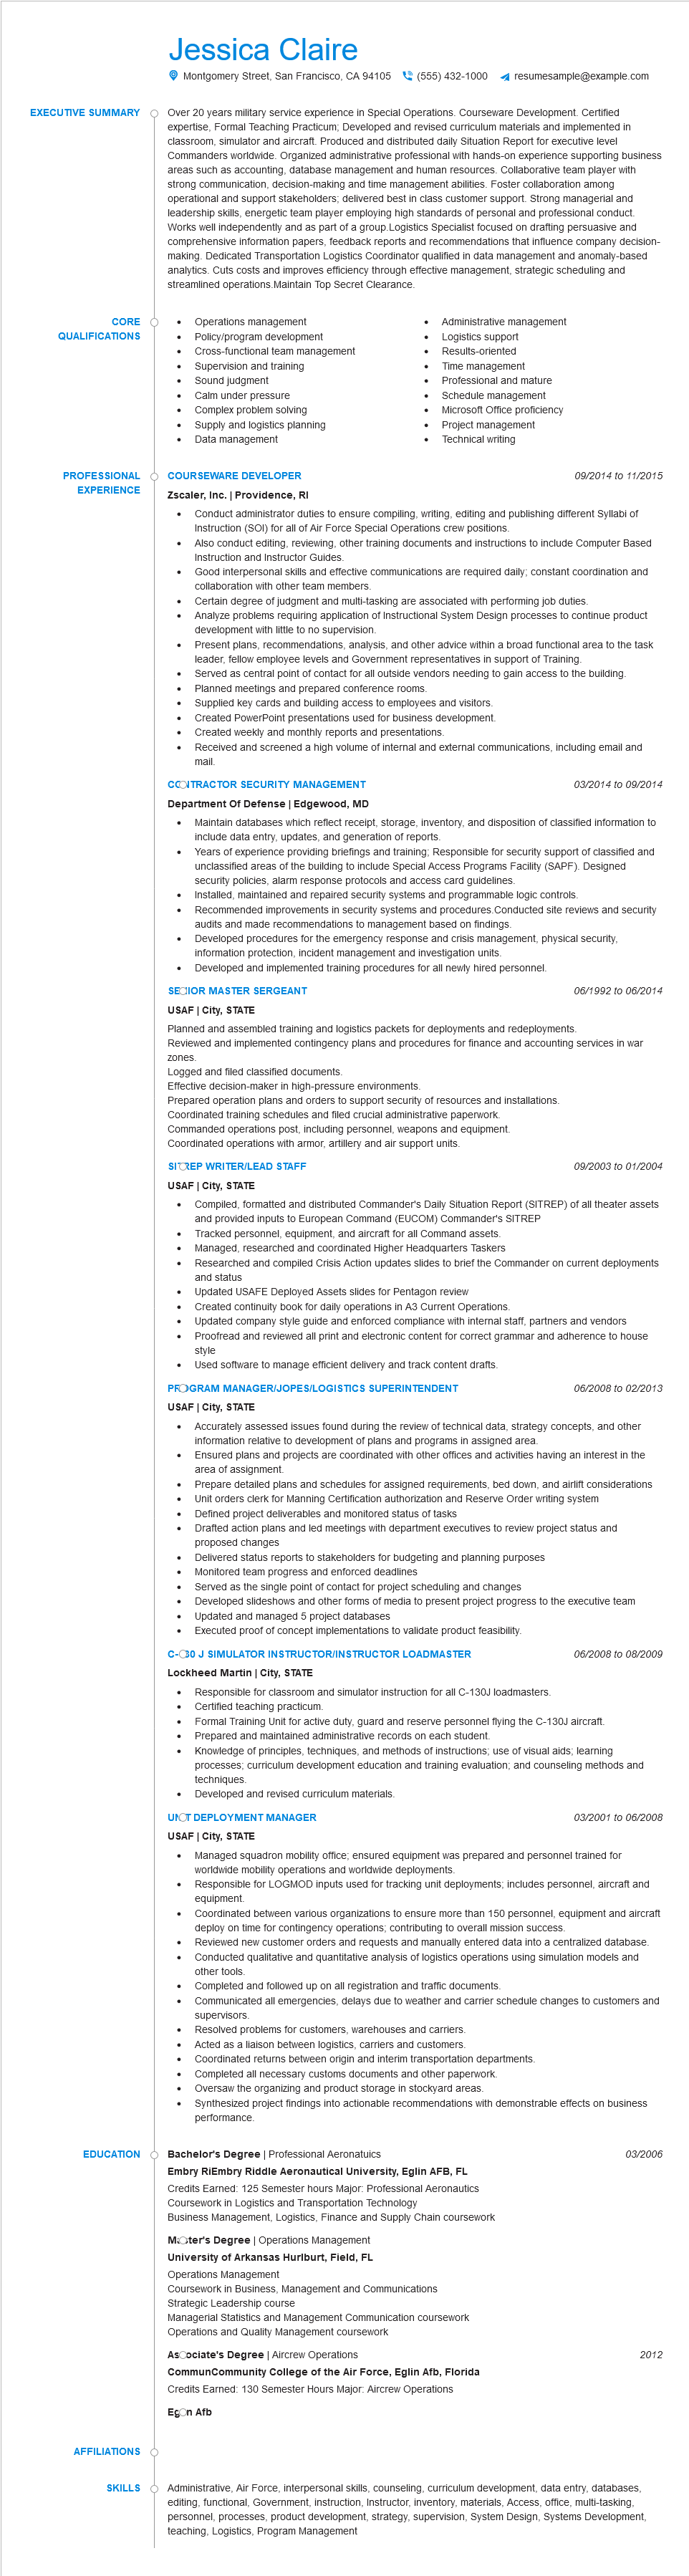 Jessica Claire
Montgomery Street, San Francisco, CA 94105 (555) 432-1000 resumesample@example.com
EXECUTIVE SUMMARY
Over 20 years military service experience in Special Operations. Courseware Development. Certified
expertise, Formal Teaching Practicum; Developed and revised curriculum materials and implemented in
classroom, simulator and aircraft. Produced and distributed daily Situation Report for executive level
Commanders worldwide. Organized administrative professional with hands-on experience supporting business
areas such as accounting, database management and human resources. Collaborative team player with
strong communication, decision-making and time management abilities. Foster collaboration among
operational and support stakeholders; delivered best in class customer support. Strong managerial and
leadership skills, energetic team player employing high standards of personal and professional conduct.
Works well independently and as part of a group.Logistics Specialist focused on drafting persuasive and
comprehensive information papers, feedback reports and recommendations that influence company decision-
making. Dedicated Transportation Logistics Coordinator qualified in data management and anomaly-based
analytics. Cuts costs and improves efficiency through effective management, strategic scheduling and
streamlined operations.Maintain Top Secret Clearance.
CORE
QUALIFICATIONS
• Operations management
• Policy/program development
• Cross-functional team management
• Supervision and training
• Sound judgment
• Calm under pressure
• Complex problem solving
• Supply and logistics planning
• Data management
• Administrative management
• Logistics support
• Results-oriented
• Time management
• Professional and mature
• Schedule management
• Microsoft Office proficiency
• Project management
• Technical writing
PROFESSIONAL
EXPERIENCE
COURSEWARE DEVELOPER 09/2014 to 11/2015
Zscaler, Inc. | Providence, RI
• Conduct administrator duties to ensure compiling, writing, editing and publishing different Syllabi of
Instruction (SOI) for all of Air Force Special Operations crew positions.
• Also conduct editing, reviewing, other training documents and instructions to include Computer Based
Instruction and Instructor Guides.
• Good interpersonal skills and effective communications are required daily; constant coordination and
collaboration with other team members.
• Certain degree of judgment and multi-tasking are associated with performing job duties.
• Analyze problems requiring application of Instructional System Design processes to continue product
development with little to no supervision.
• Present plans, recommendations, analysis, and other advice within a broad functional area to the task
leader, fellow employee levels and Government representatives in support of Training.
• Served as central point of contact for all outside vendors needing to gain access to the building.
• Planned meetings and prepared conference rooms.
• Supplied key cards and building access to employees and visitors.
• Created PowerPoint presentations used for business development.
• Created weekly and monthly reports and presentations.
• Received and screened a high volume of internal and external communications, including email and
mail.
CONTRACTOR SECURITY MANAGEMENT 03/2014 to 09/2014
Department Of Defense | Edgewood, MD
• Maintain databases which reflect receipt, storage, inventory, and disposition of classified information to
include data entry, updates, and generation of reports.
• Years of experience providing briefings and training; Responsible for security support of classified and
unclassified areas of the building to include Special Access Programs Facility (SAPF). Designed
security policies, alarm response protocols and access card guidelines.
• Installed, maintained and repaired security systems and programmable logic controls.
• Recommended improvements in security systems and procedures.Conducted site reviews and security
audits and made recommendations to management based on findings.
• Developed procedures for the emergency response and crisis management, physical security,
information protection, incident management and investigation units.
• Developed and implemented training procedures for all newly hired personnel.
SENIOR MASTER SERGEANT 06/1992 to 06/2014
USAF | City, STATE
Planned and assembled training and logistics packets for deployments and redeployments.
Reviewed and implemented contingency plans and procedures for finance and accounting services in war
zones.
Logged and filed classified documents.
Effective decision-maker in high-pressure environments.
Prepared operation plans and orders to support security of resources and installations.
Coordinated training schedules and filed crucial administrative paperwork.
Commanded operations post, including personnel, weapons and equipment.
Coordinated operations with armor, artillery and air support units.
SITREP WRITER/LEAD STAFF 09/2003 to 01/2004
USAF | City, STATE
• Compiled, formatted and distributed Commander's Daily Situation Report (SITREP) of all theater assets
and provided inputs to European Command (EUCOM) Commander's SITREP
• Tracked personnel, equipment, and aircraft for all Command assets.
• Managed, researched and coordinated Higher Headquarters Taskers
• Researched and compiled Crisis Action updates slides to brief the Commander on current deployments
and status
• Updated USAFE Deployed Assets slides for Pentagon review
• Created continuity book for daily operations in A3 Current Operations.
• Updated company style guide and enforced compliance with internal staff, partners and vendors
• Proofread and reviewed all print and electronic content for correct grammar and adherence to house
style
• Used software to manage efficient delivery and track content drafts.
PROGRAM MANAGER/JOPES/LOGISTICS SUPERINTENDENT 06/2008 to 02/2013
USAF | City, STATE
• Accurately assessed issues found during the review of technical data, strategy concepts, and other
information relative to development of plans and programs in assigned area.
• Ensured plans and projects are coordinated with other offices and activities having an interest in the
area of assignment.
• Prepare detailed plans and schedules for assigned requirements, bed down, and airlift considerations
• Unit orders clerk for Manning Certification authorization and Reserve Order writing system
• Defined project deliverables and monitored status of tasks
• Drafted action plans and led meetings with department executives to review project status and
proposed changes
• Delivered status reports to stakeholders for budgeting and planning purposes
• Monitored team progress and enforced deadlines
• Served as the single point of contact for project scheduling and changes
• Developed slideshows and other forms of media to present project progress to the executive team
• Updated and managed 5 project databases
• Executed proof of concept implementations to validate product feasibility.
C-130 J SIMULATOR INSTRUCTOR/INSTRUCTOR LOADMASTER 06/2008 to 08/2009
Lockheed Martin | City, STATE
• Responsible for classroom and simulator instruction for all C-130J loadmasters.
• Certified teaching practicum.
• Formal Training Unit for active duty, guard and reserve personnel flying the C-130J aircraft.
• Prepared and maintained administrative records on each student.
• Knowledge of principles, techniques, and methods of instructions; use of visual aids; learning
processes; curriculum development education and training evaluation; and counseling methods and
techniques.
• Developed and revised curriculum materials.
UNIT DEPLOYMENT MANAGER 03/2001 to 06/2008
USAF | City, STATE
• Managed squadron mobility office; ensured equipment was prepared and personnel trained for
worldwide mobility operations and worldwide deployments.
• Responsible for LOGMOD inputs used for tracking unit deployments; includes personnel, aircraft and
equipment.
• Coordinated between various organizations to ensure more than 150 personnel, equipment and aircraft
deploy on time for contingency operations; contributing to overall mission success.
• Reviewed new customer orders and requests and manually entered data into a centralized database.
• Conducted qualitative and quantitative analysis of logistics operations using simulation models and
other tools.
• Completed and followed up on all registration and traffic documents.
• Communicated all emergencies, delays due to weather and carrier schedule changes to customers and
supervisors.
• Resolved problems for customers, warehouses and carriers.
• Acted as a liaison between logistics, carriers and customers.
• Coordinated returns between origin and interim transportation departments.
• Completed all necessary customs documents and other paperwork.
• Oversaw the organizing and product storage in stockyard areas.
• Synthesized project findings into actionable recommendations with demonstrable effects on business
performance.
EDUCATION
Bachelor's Degree | Professional Aeronatuics 03/2006
Embry RiEmbry Riddle Aeronautical University, Eglin AFB, FL
Credits Earned: 125 Semester hours Major: Professional Aeronautics
Coursework in Logistics and Transportation Technology
Business Management, Logistics, Finance and Supply Chain coursework
Master's Degree | Operations Management
University of Arkansas Hurlburt, Field, FL
Operations Management
Coursework in Business, Management and Communications
Strategic Leadership course
Managerial Statistics and Management Communication coursework
Operations and Quality Management coursework
Associate's Degree | Aircrew Operations 2012
CommunCommunity College of the Air Force, Eglin Afb, Florida
Credits Earned: 130 Semester Hours Major: Aircrew Operations
Eglin Afb
AFFILIATIONS
SKILLS
Administrative, Air Force, interpersonal skills, counseling, curriculum development, data entry, databases,
editing, functional, Government, instruction, Instructor, inventory, materials, Access, office, multi-tasking,
personnel, processes, product development, strategy, supervision, System Design, Systems Development,
teaching, Logistics, Program Management